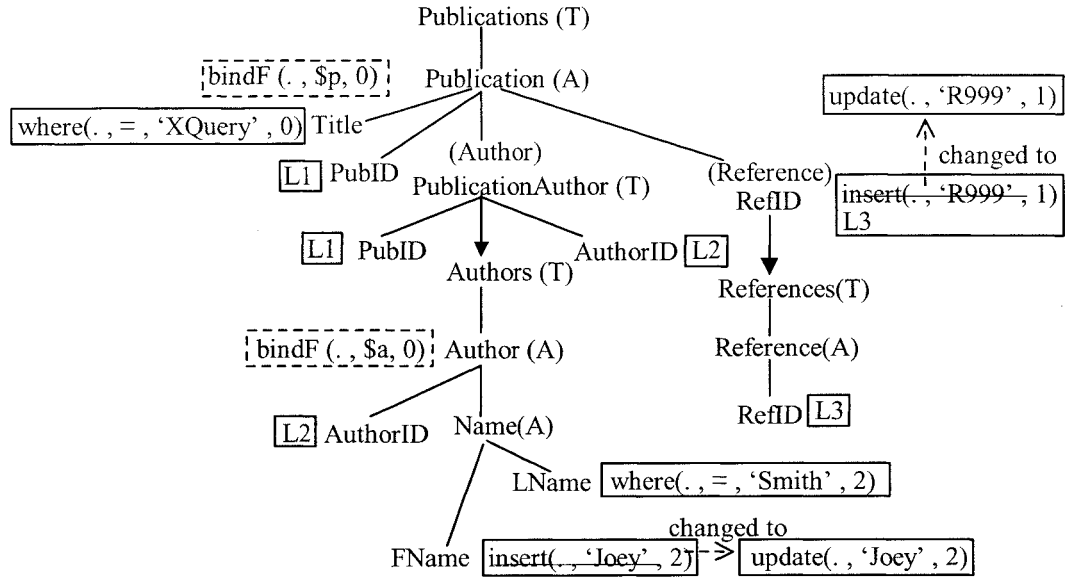 Publications (T)
bindF (. , $p, 0) Publication (A)
update(. , ‘R999’ , 1)
where(. , = , ‘XQuery’ , 0) Title
changed to
L1 PubID
(Author)
(Reference)
insert(. , ‘R999’ , 1)
PublicationAuthor (T)
RefID
L3
L1 PubID
AuthorID L2
Authors (T)
References(T)
bindF (. , $a, 0) Author (A)
Reference(A)
L2 AuthorID
Name(A)
RefID L3
LName where(. , = , ‘Smith’ , 2)
changed to
FName insert(. , ‘Joey’ , 2) update(. , ‘Joey’ , 2)